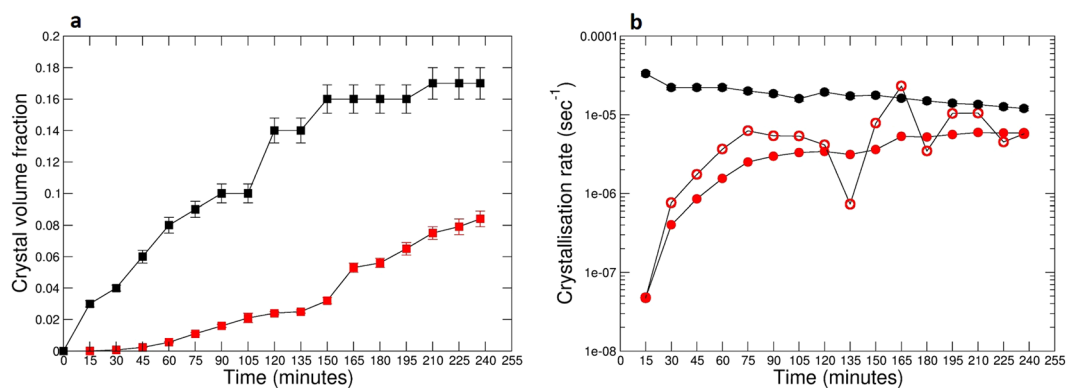 a
0.2
0.18
0.16
0.14
0.12
0.1
0.08
0.06
0.04
0.02
0
0 15 30 45 60 75 90 105 120 135 150 165 180 195 210 225 240 255
Time (minutes)
Crystal volume fraction
b
0.0001
1e-05
1e-06
1e-07
1e-08
0 15 30 45 60 75 90 105 120 135 150 165 180 195 210 225 240 255
Time (minutes)
Crystallisation rate (sec⁻¹)